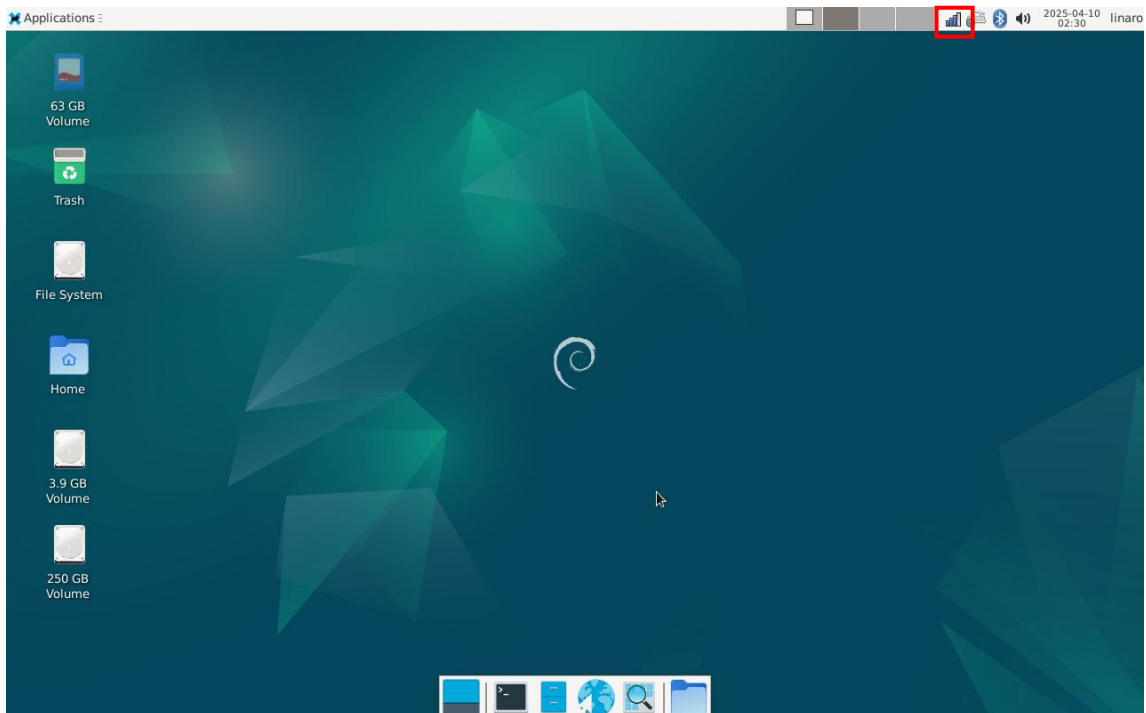 Applications
2025-04-10
02:30
linaro
63 GB
Volume
Trash
File System
Home
3.9 GB
Volume
250 GB
Volume
>_